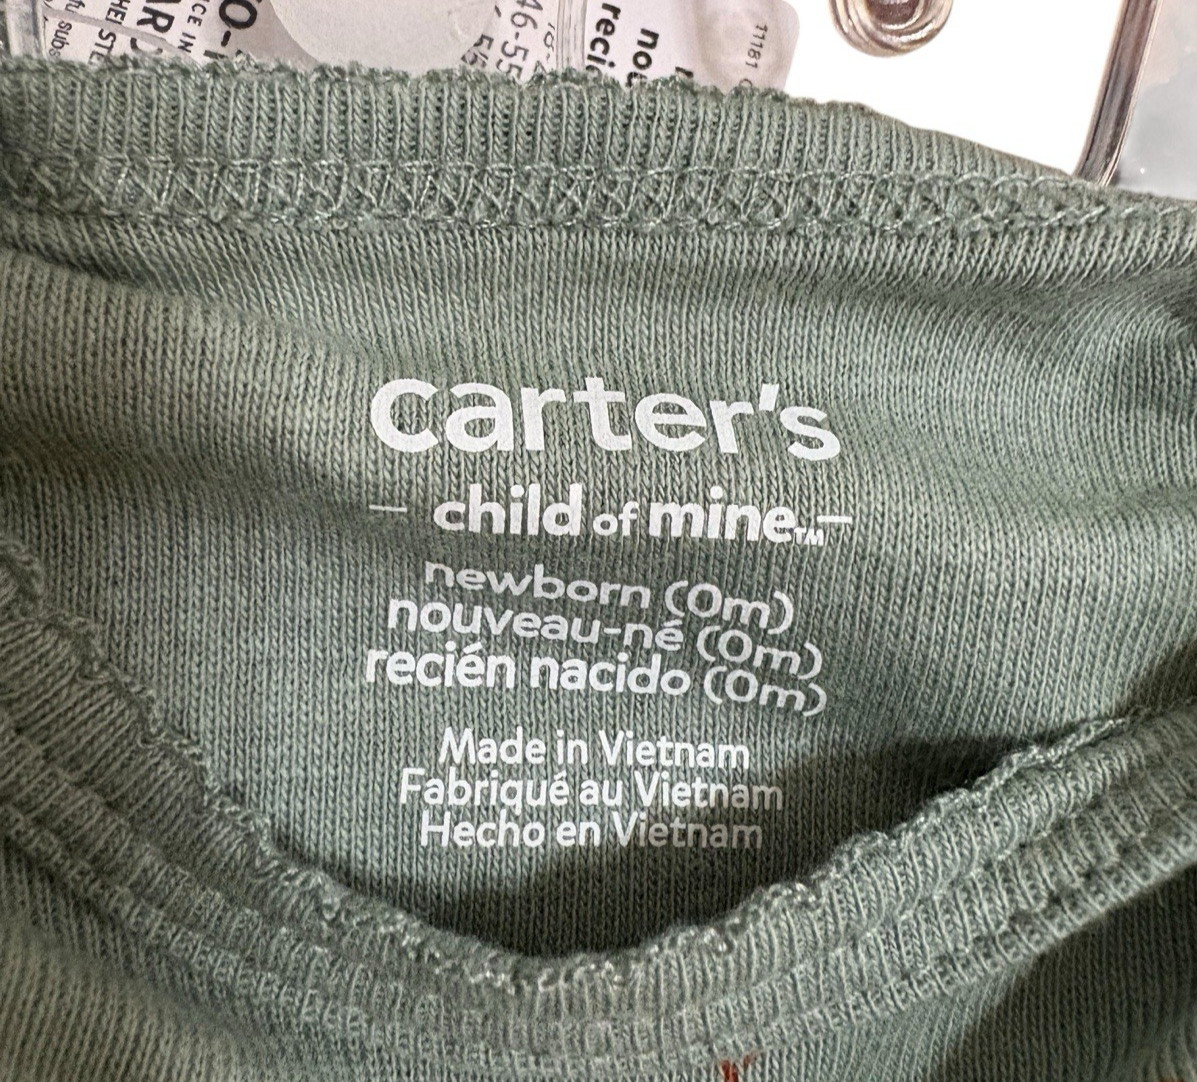 carter's
child of mine™
newborn (0m)
nouveau-né (0m)
recién nacido (0m)
Made in Vietnam
Fabriqué au Vietnam
Hecho en Vietnam